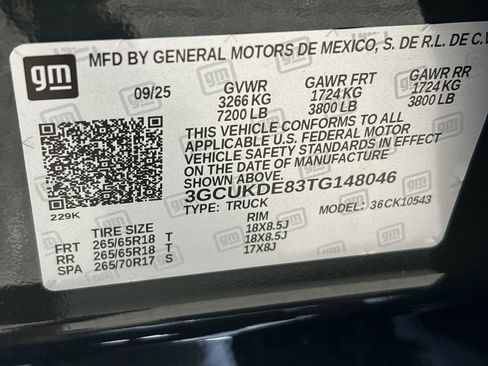 gm
MFD BY GENERAL MOTORS DE MEXICO, S. DE R.L. DE C.V
09/25 GVWR GAWR FRT GAWR RR
3266 KG 1724 KG 1724 KG
7200 LB 3800 LB 3800 LB
THIS VEHICLE CONFORMS TO ALL
APPLICABLE U.S. FEDERAL MOTOR
VEHICLE SAFETY STANDARDS IN EFFECT
ON THE DATE OF MANUFACTURE
3GCUKDE83TG148046
TYPE: TRUCK MODEL: 36CK10543
229K
TIRE SIZE RIM
FRT 265/65R18 T 18X8.5J
RR 265/65R18 T 18X8.5J
SPA 265/70R17 S 17X8J